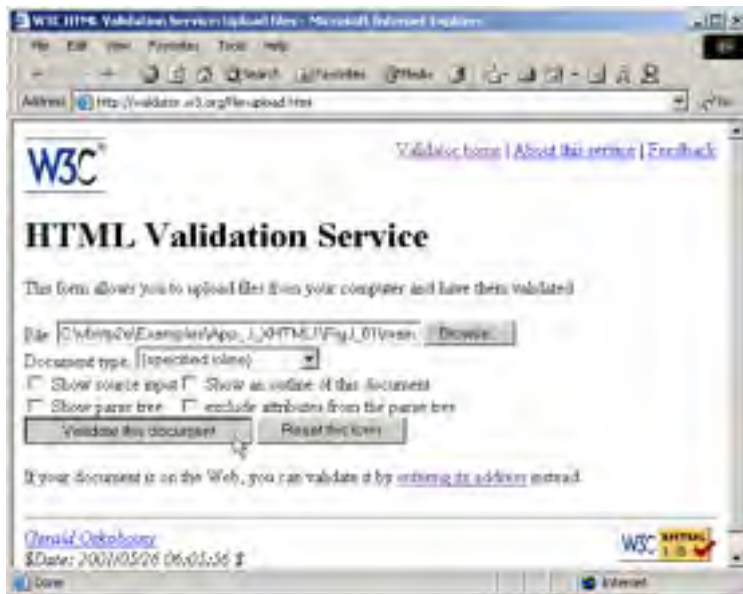 W3C HTML Validation Service: Upload Files - Microsoft Internet Explorer
File Edit View Favorites Tools Help
Search Favorites Media
Address http://validator.w3.org/file-upload.html Go
W3C
Validator home | About this service | Feedback
HTML Validation Service
This form allows you to upload files from your computer and have them validated.
File: Browse...
Document type: (specified inline)
Show source input Show an outline of this document
Show parse tree exclude attributes from the parse tree
Validate this document Reset this form
If your document is on the Web, you can validate it by entering its address instead.
Gerald Oskoboiny
$Date: 2001/05/26 $
W3C XHTML 1.0
Done Internet